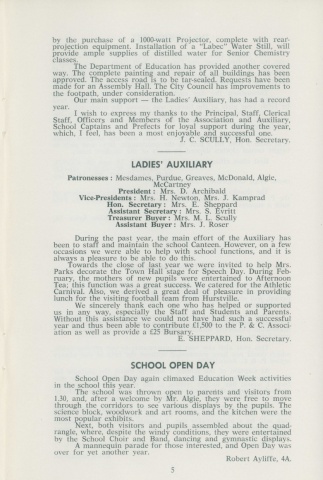 by the purchase of a 1000-watt Projector, complete with rear-
projection equipment. Installation of a "Labec" Water Still, will
provide ample supplies of distilled water for Senior Chemistry
classes.
The Department of Education has provided another covered
way. The complete painting and repair of all buildings has been
approved. The access road is to be tar-sealed. Requests have been
made for an Assembly Hall. The City Council has improvements to
the footpath, under consideration.
Our main support — the Ladies' Auxiliary, has had a record
year.
I wish to express my thanks to the Principal, Staff, Clerical
Staff, Officers and Members of the Association and Auxiliary,
School Captains and Prefects for loyal support during the year,
which, I feel, has been a most enjoyable and successful one.
J. C. SCULLY, Hon. Secretary.
LADIES' AUXILIARY
Patronesses : Mesdames, Purdue, Greaves, McDonald, Algie,
McCartney
President : Mrs. D. Archibald
Vice-Presidents : Mrs. H. Newton, Mrs. J. Kamprad
Hon. Secretary : Mrs. E. Sheppard
Assistant Secretary : Mrs. S. Everitt
Treasurer Buyer : Mrs. M. L. Scully
Assistant Buyer : Mrs. J. Roser
During the past year, the main effort of the Auxiliary has
been to staff and maintain the school Canteen. However, on a few
occasions we were able to help with school functions, and it is
always a pleasure to be able to do this.
Towards the close of last year we were invited to help Mrs.
Parks decorate the Town Hall stage for Speech Day. During Feb-
ruary, the mothers of new pupils were entertained to Afternoon
Tea; this function was a great success. We catered for the Athletic
Carnival. Also, we derived a great deal of pleasure in providing
lunch for the visiting football team from Hurstville.
We sincerely thank each one who has helped or supported
us in any way, especially the Staff and Students and Parents.
Without this assistance we could not have had such a successful
year and thus been able to contribute £1,500 to the P. & C. Associ-
ation as well as provide a £25 Bursary.
E. SHEPPARD, Hon. Secretary.
SCHOOL OPEN DAY
School Open Day again climaxed Education Week activities
in the school this year.
The school was thrown open to parents and visitors from
1.30, and, after a welcome by Mr. Algie, they were free to move
through the corridors to see various displays by the pupils. The
science block, woodwork and art rooms, and the kitchen were the
most popular exhibits.
Next, both visitors and pupils assembled about the quad-
rangle, where, despite the windy conditions, they were entertained
by the School Choir and Band, dancing and gymnastic displays.
A mannequin parade for those interested, and Open Day was
over for yet another year.
Robert Ayliffe, 4A.
5